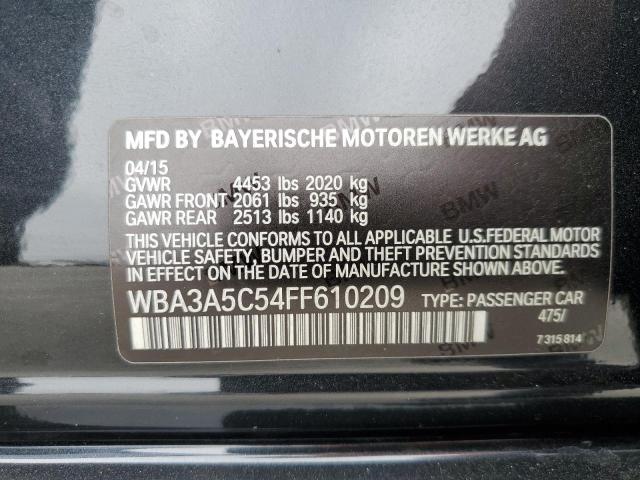 MFD BY BAYERISCHE MOTOREN WERKE AG
04/15
GVWR 4453 lbs 2020 kg
GAWR FRONT 2061 lbs 935 kg
GAWR REAR 2513 lbs 1140 kg
THIS VEHICLE CONFORMS TO ALL APPLICABLE U.S.FEDERAL MOTOR
VEHICLE SAFETY, BUMPER, AND THEFT PREVENTION STANDARDS
IN EFFECT ON THE DATE OF MANUFACTURE SHOWN ABOVE.
WBA3A5C54FF610209 TYPE: PASSENGER CAR
475/
7315814